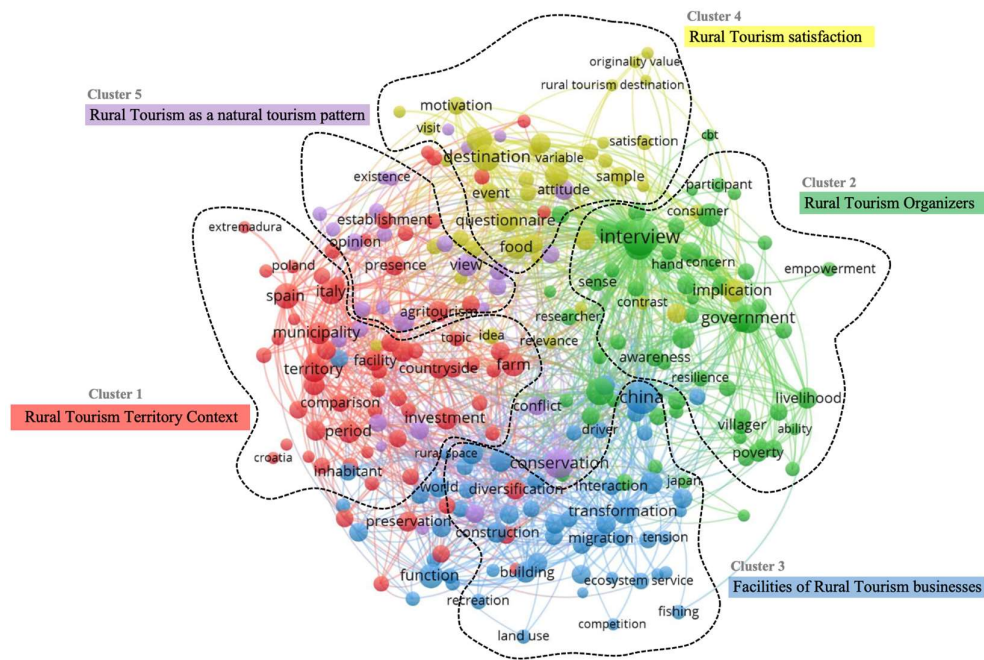 Cluster 4
Rural Tourism satisfaction
originality value
rural tourism destination
Cluster 5
Rural Tourism as a natural tourism pattern
motivation
visit
satisfaction
cbt
destination
variable
existence
event
attitude
sample
participant
Cluster 2
Rural Tourism Organizers
establishment
questionnaire
consumer
extremadura
opinion
food
interview
poland
presence
view
hand
concern
empowerment
spain
italy
sense
implication
agritourism
contrast
municipality
researcher
government
topic
idea
relevance
territory
facility
countryside
farm
awareness
resilience
Cluster 1
Rural Tourism Territory Context
comparison
investment
conflict
china
livelihood
period
driver
villager
ability
croatia
inhabitant
rural space
conservation
poverty
world
diversification
interaction
japan
preservation
construction
transformation
migration
tension
function
building
ecosystem service
Cluster 3
Facilities of Rural Tourism businesses
recreation
fishing
land use
competition